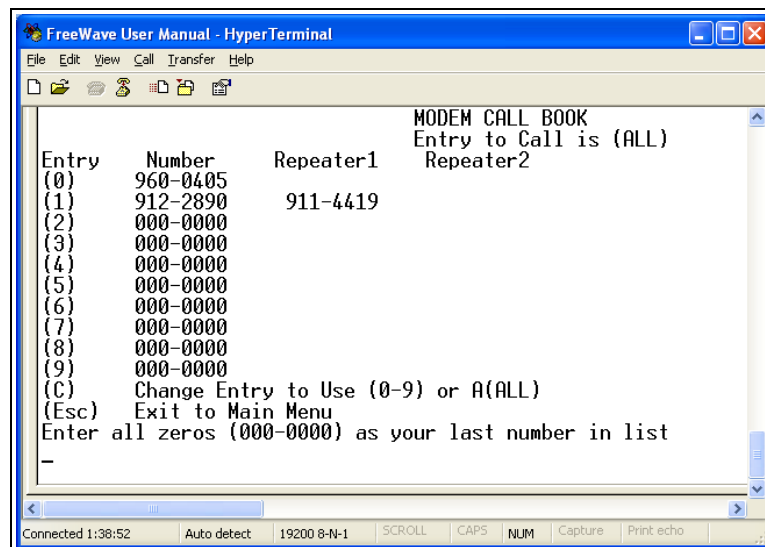 FreeWave User Manual - HyperTerminal
File Edit View Call Transfer Help
MODEM CALL BOOK
Entry to Call is (ALL)
Entry Number Repeater1 Repeater2
(0) 960-0405
(1) 912-2890 911-4419
(2) 000-0000
(3) 000-0000
(4) 000-0000
(5) 000-0000
(6) 000-0000
(7) 000-0000
(8) 000-0000
(9) 000-0000
(C) Change Entry to Use (0-9) or A(ALL)
(Esc) Exit to Main Menu
Enter all zeros (000-0000) as your last number in list
_
Connected 1:38:52 Auto detect 19200 8-N-1 SCROLL CAPS NUM Capture Print echo